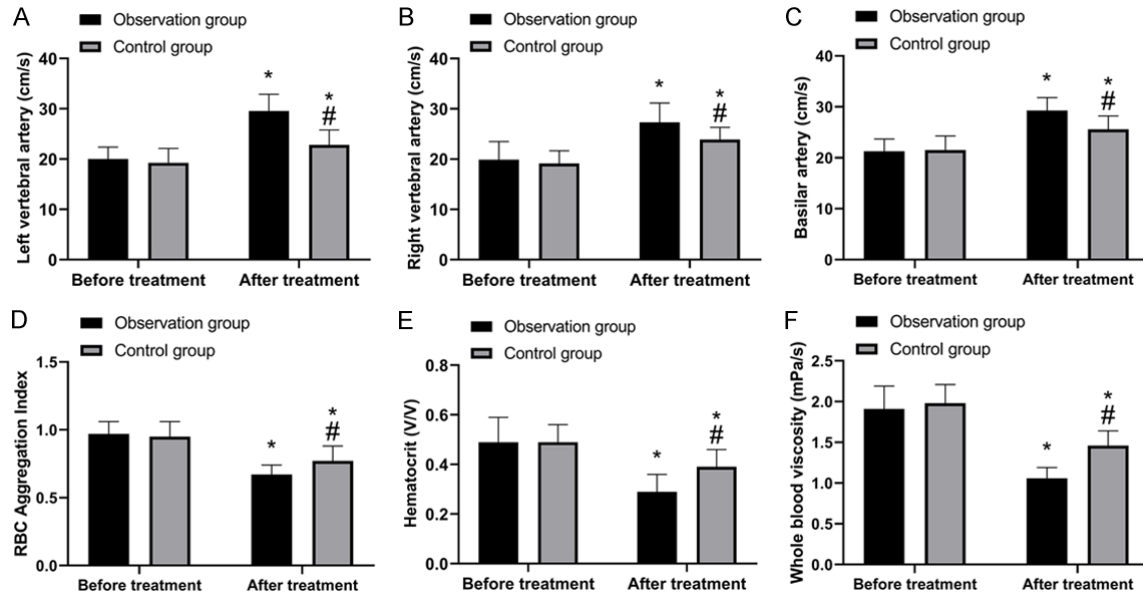 A
Observation group
Control group
Left vertebral artery (cm/s)
40
30
20
10
0
*
*
#
Before treatment
After treatment
B
Observation group
Control group
Right vertebral artery (cm/s)
40
30
20
10
0
*
*
#
Before treatment
After treatment
C
Observation group
Control group
Basilar artery (cm/s)
40
30
20
10
0
*
*
#
Before treatment
After treatment
D
Observation group
Control group
RBC Aggregation Index
1.5
1.0
0.5
0.0
*
*
#
Before treatment
After treatment
E
Observation group
Control group
Hematocrit (V/V)
0.8
0.6
0.4
0.2
0.0
*
*
#
Before treatment
After treatment
F
Observation group
Control group
Whole blood viscosity (mPa/s)
2.5
2.0
1.5
1.0
0.5
0.0
*
*
#
Before treatment
After treatment